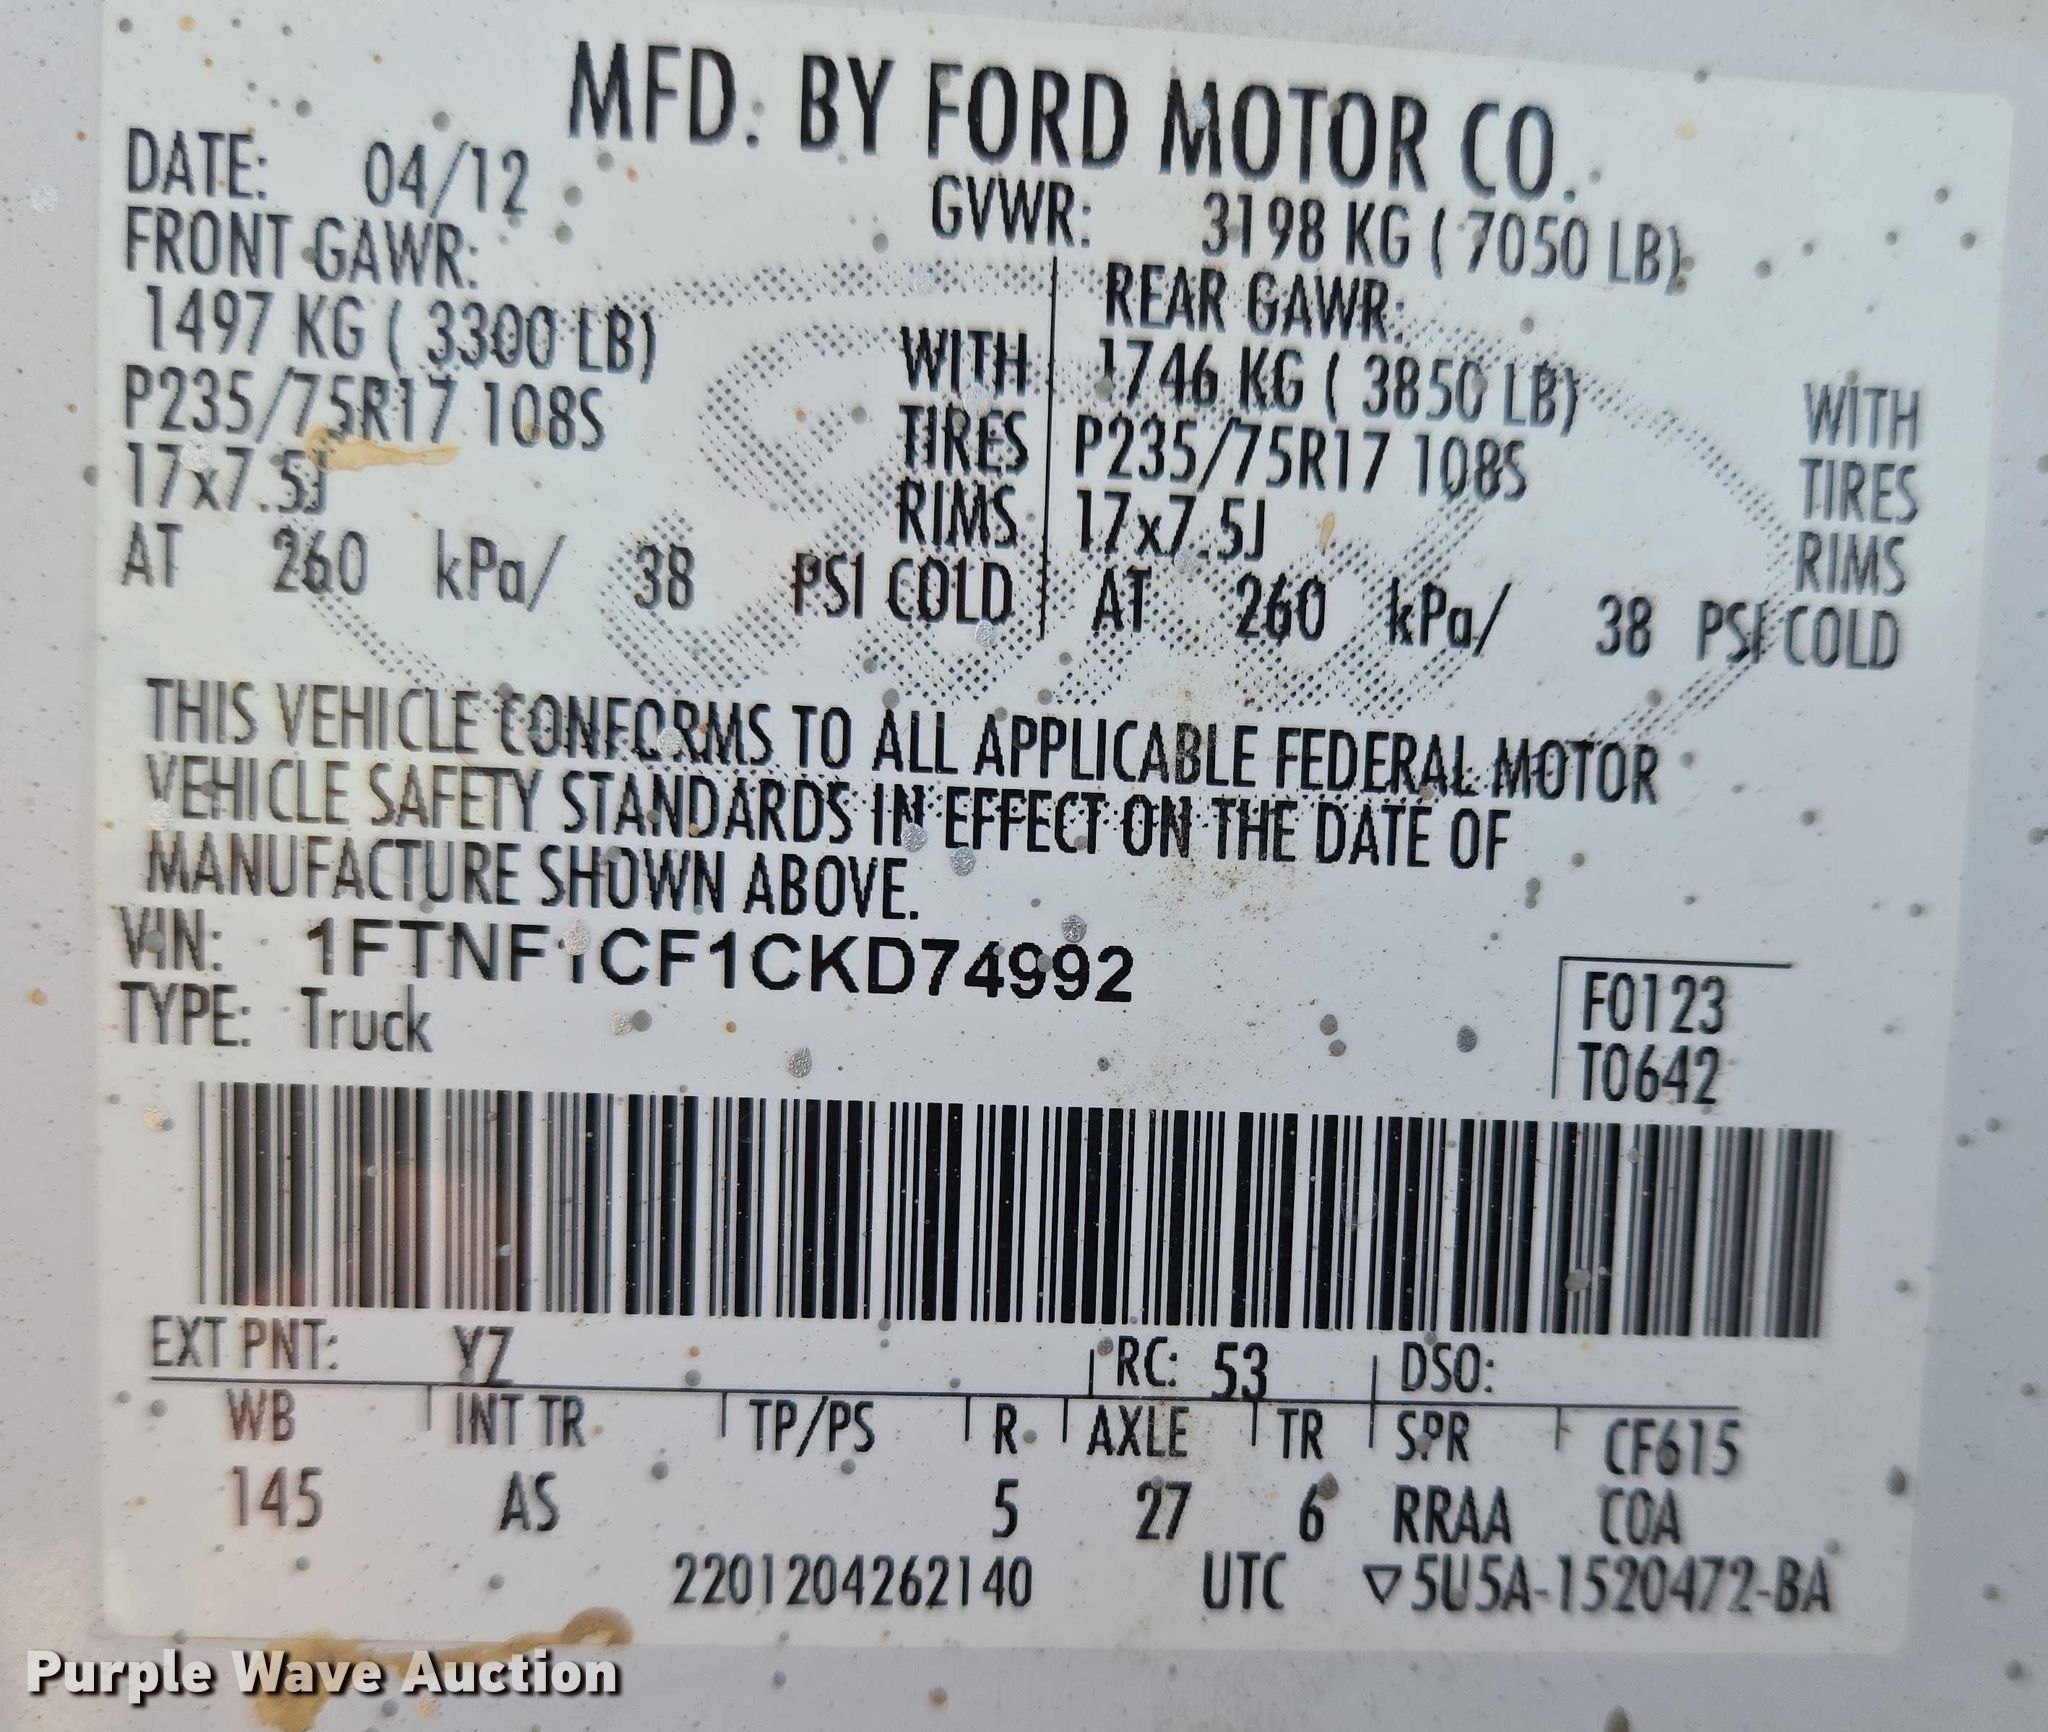 MFD. BY FORD MOTOR CO.
DATE: 04/12
GVWR: 3198 KG ( 7050 LB)
FRONT GAWR:
1497 KG ( 3300 LB)
WITH
P235/75R17 108S
TIRES
17x7.5J
RIMS
AT 260 kPa/ 38 PSI COLD
REAR GAWR:
1746 KG ( 3850 LB)
WITH
P235/75R17 108S
TIRES
17x7.5J
RIMS
AT 260 kPa/ 38 PSI COLD
THIS VEHICLE CONFORMS TO ALL APPLICABLE FEDERAL MOTOR
VEHICLE SAFETY STANDARDS IN EFFECT ON THE DATE OF
MANUFACTURE SHOWN ABOVE.
VIN: 1FTNF1CF1CKD74992
TYPE: Truck
F0123
T0642
EXT PNT: YZ RC: 53 DSO:
WB INT TR TP/PS R AXLE TR SPR CF615
145 AS 5 27 6 RRAA COA
2201204262140 UTC ▽5U5A-1520472-BA
Purple Wave Auction